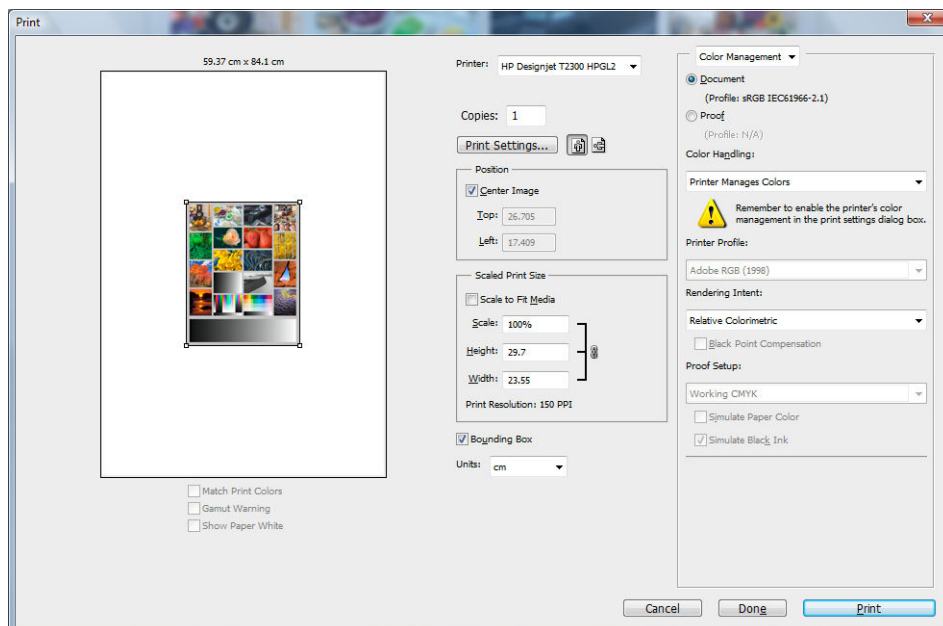 Print
59.37 cm x 84.1 cm
Match Print Colors
Gamut Warning
Show Paper White
Printer: HP Designjet T2300 HPGL2
Copies: 1
Print Settings...
Position
Center Image
Top: 26.705
Left: 17.409
Scaled Print Size
Scale to Fit Media
Scale: 100%
Height: 29.7
Width: 23.55
Print Resolution: 150 PPI
Bounding Box
Units: cm
Color Management
Document
(Profile: sRGB IEC61966-2.1)
Proof
(Profile: N/A)
Color Handling:
Printer Manages Colors
Remember to enable the printer's color
management in the print settings dialog box.
Printer Profile:
Adobe RGB (1998)
Rendering Intent:
Relative Colorimetric
Black Point Compensation
Proof Setup:
Working CMYK
Simulate Paper Color
Simulate Black Ink
Cancel
Done
Print